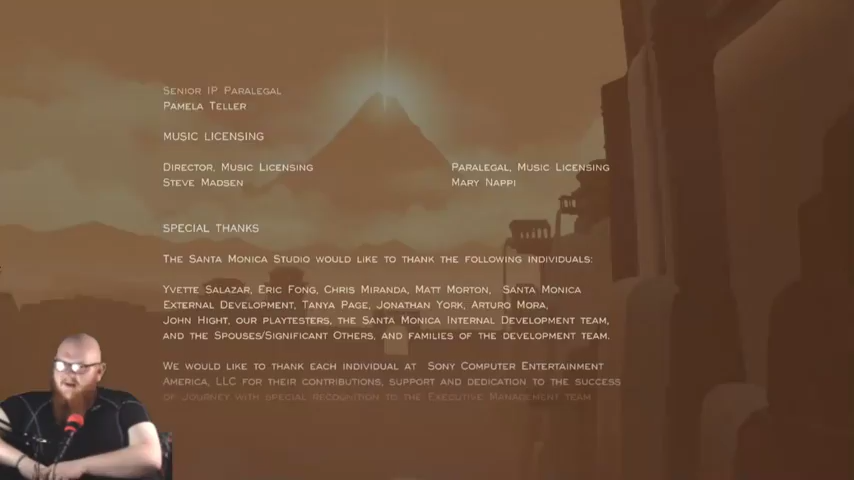 Senior IP Paralegal
Pamela Teller
MUSIC LICENSING
Director, Music Licensing
Steve Madsen
Paralegal, Music Licensing
Mary Nappi
SPECIAL THANKS
The Santa Monica Studio would like to thank the following individuals:
Yvette Salazar, Eric Fong, Chris Miranda, Matt Morton, Santa Monica
External Development, Tanya Page, Jonathan York, Arturo Mora,
John Hight, our playtesters, the Santa Monica Internal Development team,
and the Spouses/Significant Others, and families of the development team.
We would like to thank each individual at Sony Computer Entertainment
America, LLC for their contributions, support and dedication to the success
of Journey with special recognition to the Executive Management team